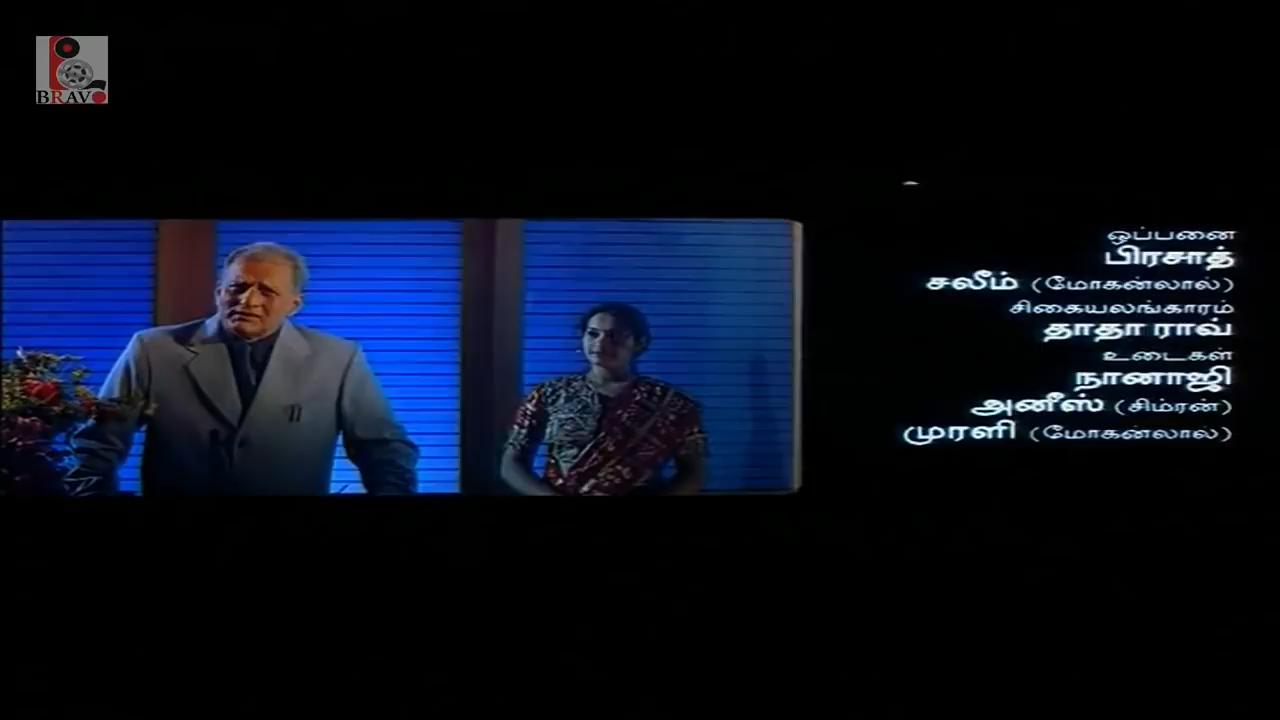 BRAVO
ஒப்பனை
பிரசாத்
சலீம் (மோகன்லால்)
சிகையலங்காரம்
தாதா ராவ்
உடைகள்
நானாஜி
அனீஸ் (சிம்ரன்)
முரளி (மோகன்லால்)